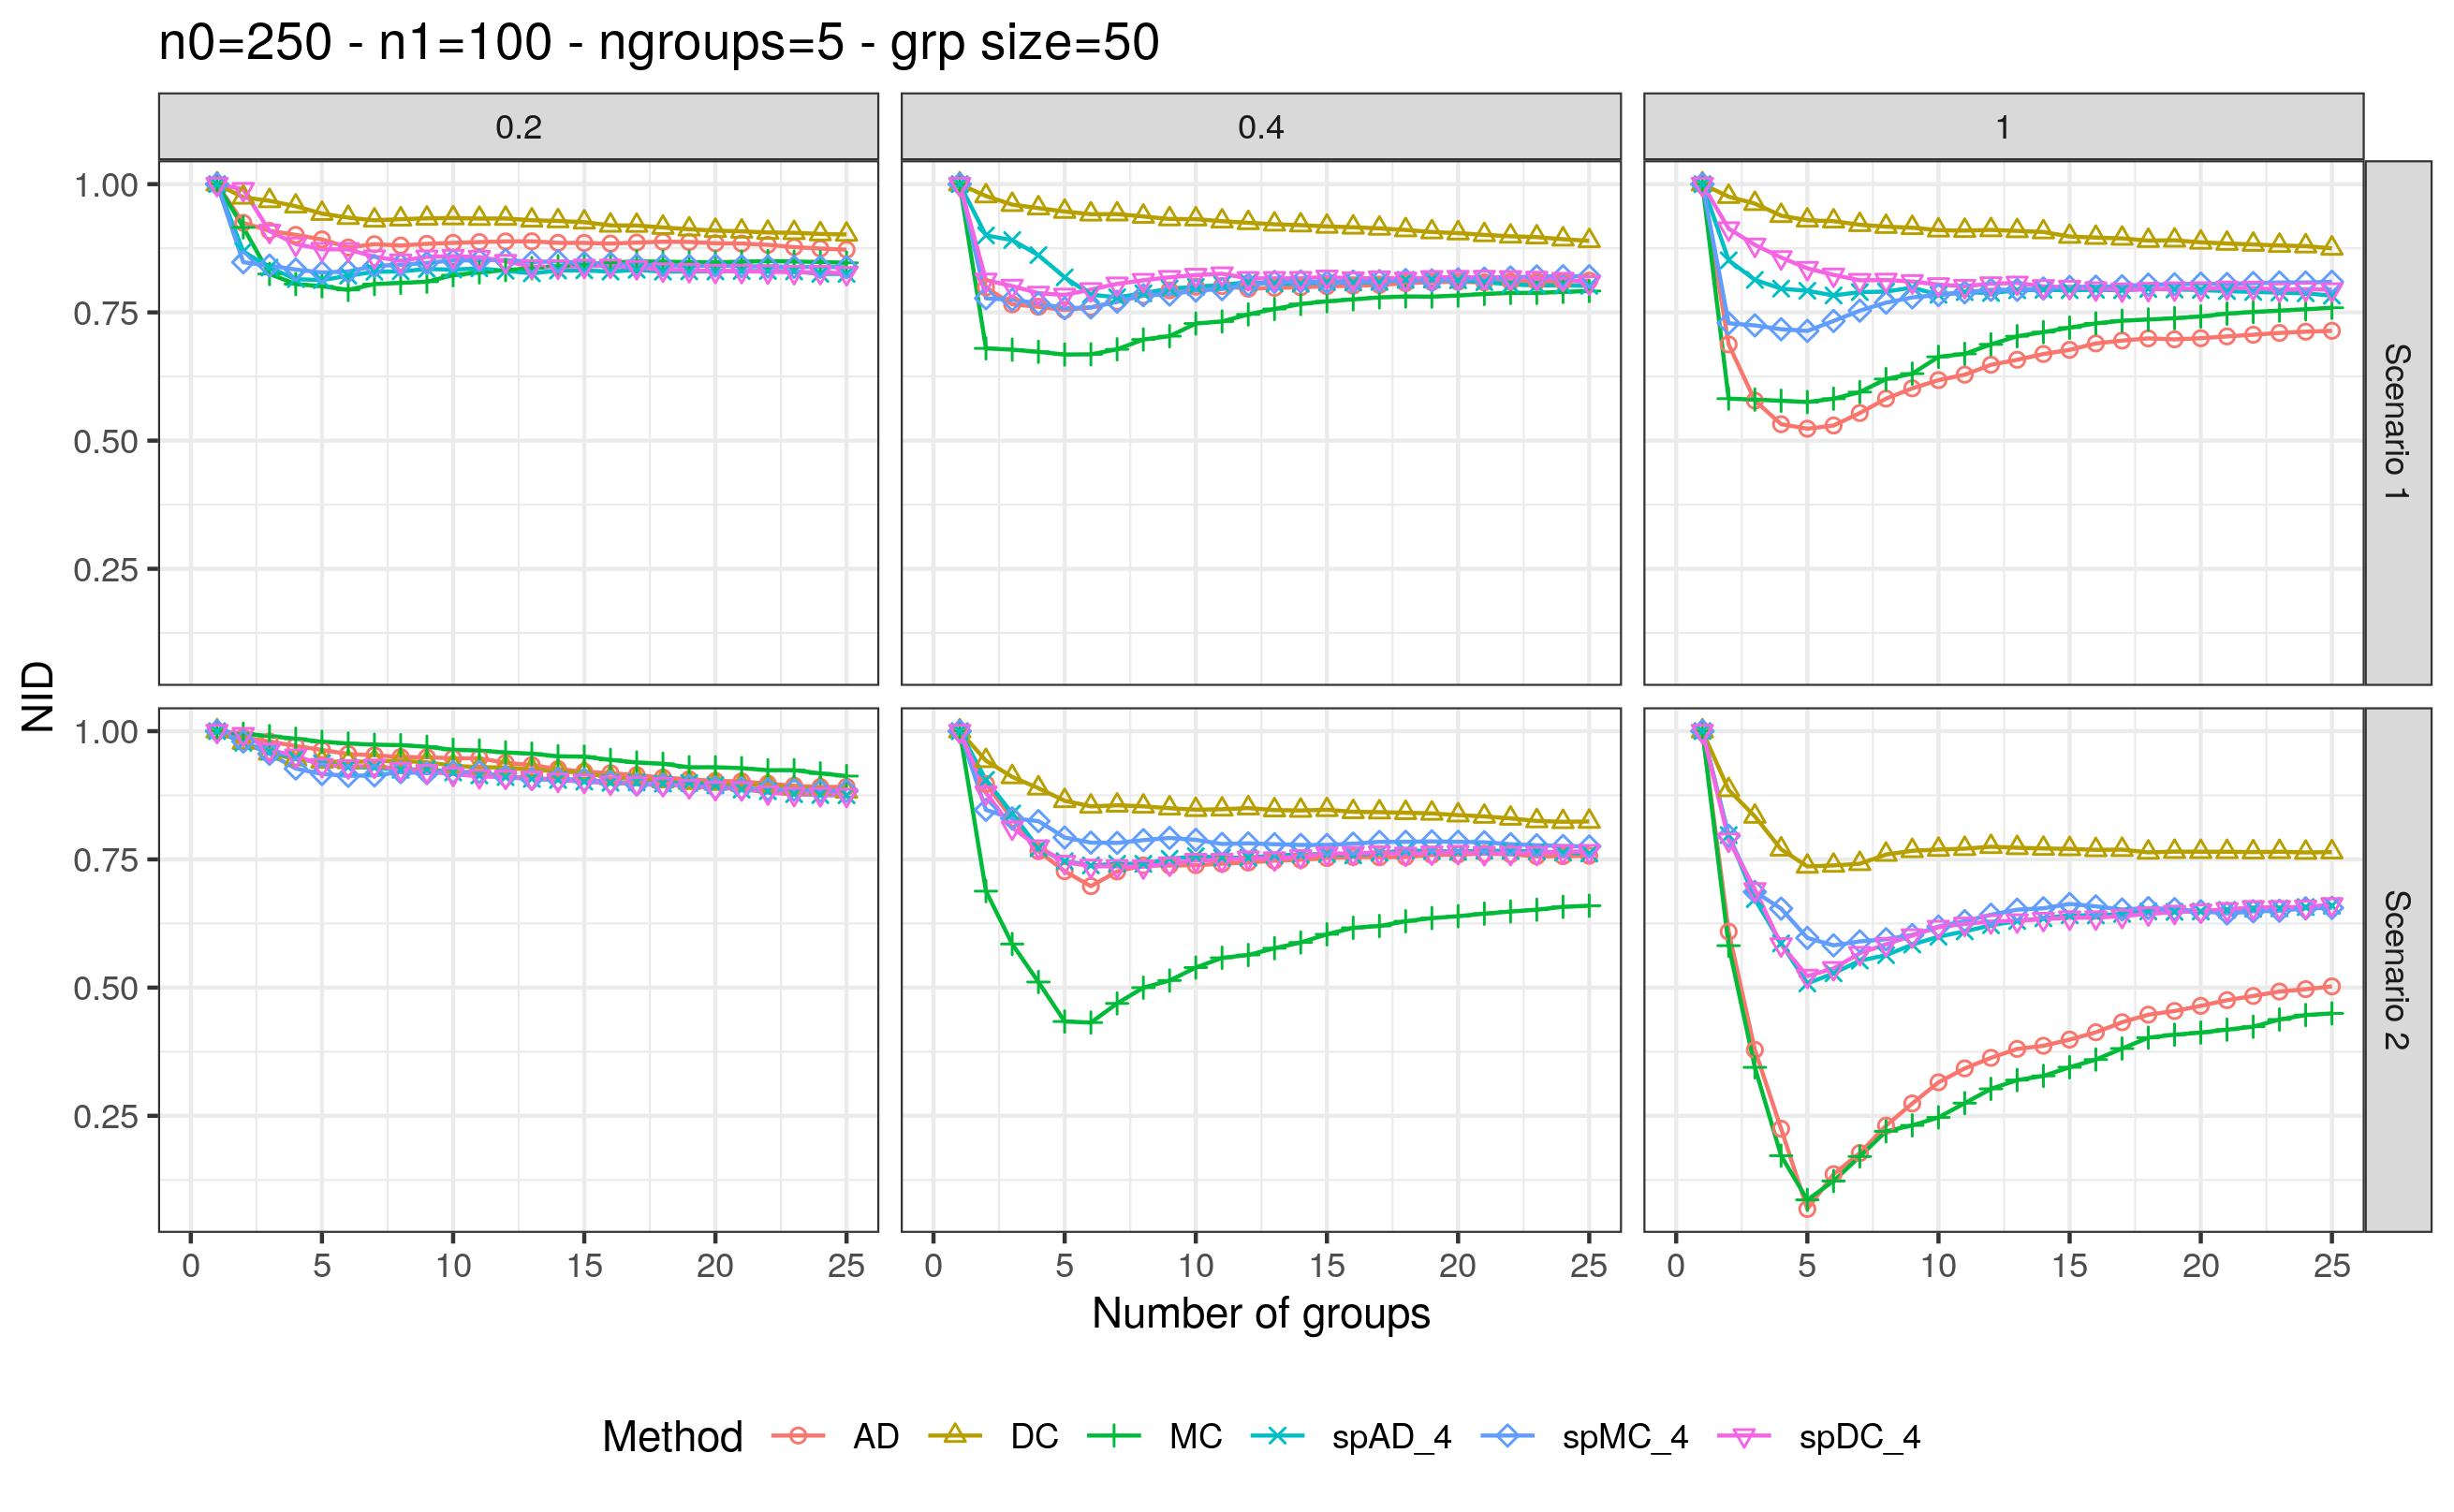 n0=250 - n1=100 - ngroups=5 - grp size=50
0.2 0.4 1
1.00
0.75
0.50
0.25
Scenario 1
NID
1.00
0.75
0.50
0.25
Scenario 2
0 5 10 15 20 25 0 5 10 15 20 25 0 5 10 15 20 25
Number of groups
Method AD DC MC spAD_4 spMC_4 spDC_4